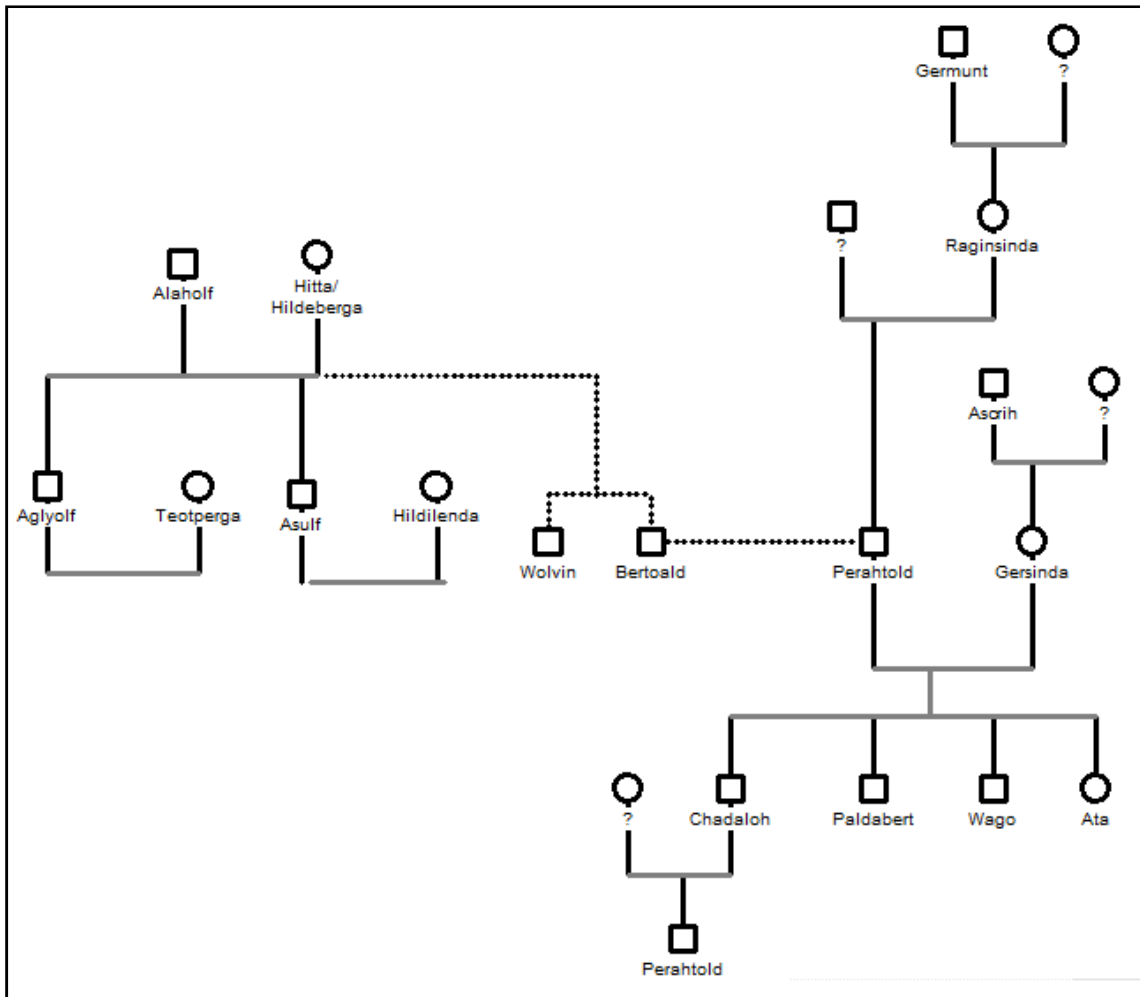 Germunt
?
?
Raginsinda
Alaholf
Hitta/
Hildeberga
Ascrih
?
Aglyolf
Teotperga
Asulf
Hildilenda
Wolvin
Bertoald
Perahtold
Gersinda
?
Chadaloh
Paldabert
Wago
Ata
Perahtold